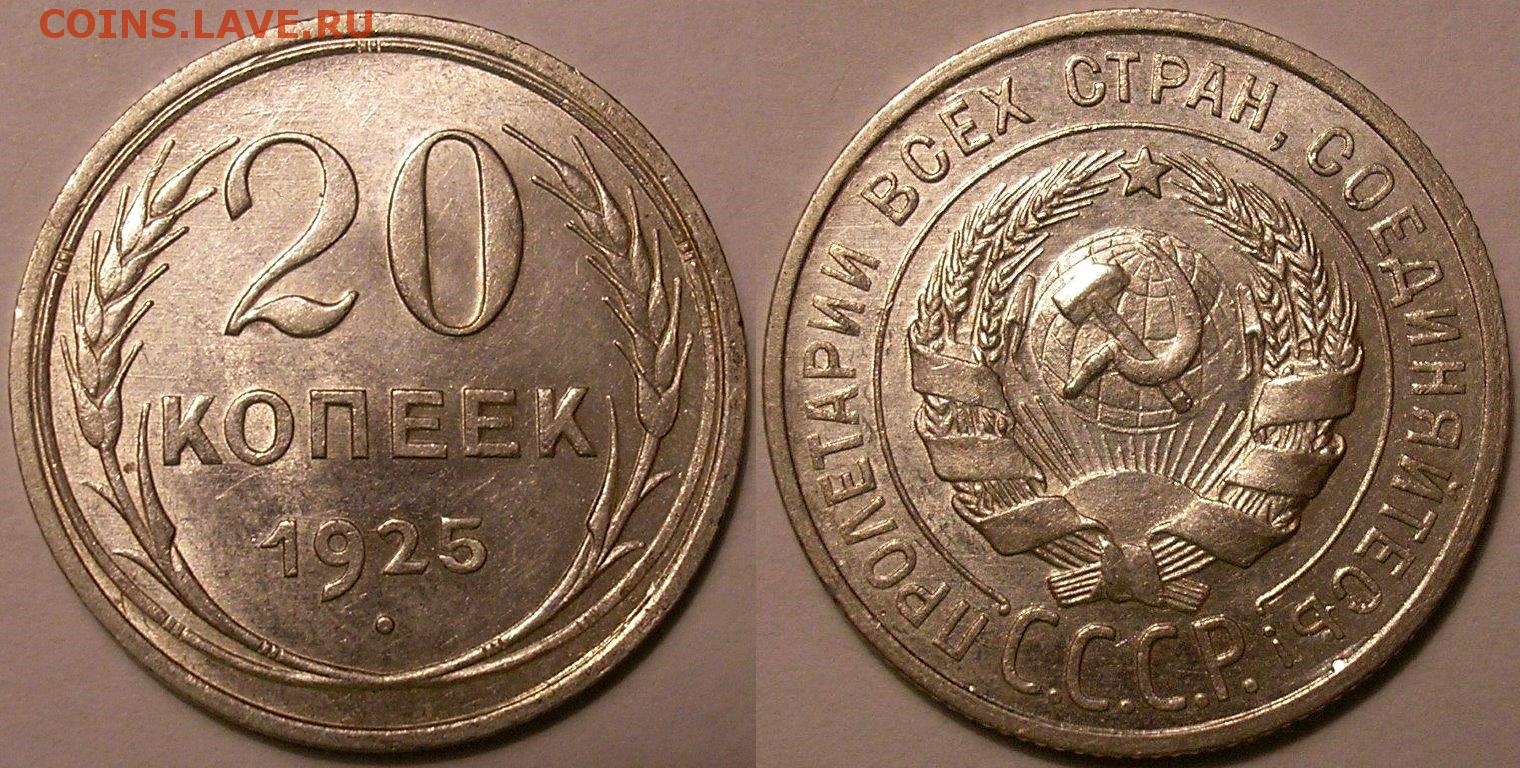 COINS.LAVE.RU
20
КОПЕЕК
1925
ПРОЛЕТАРИИ ВСЕХ СТРАН, СОЕДИНЯЙТЕСЬ!
С.С.С.Р.